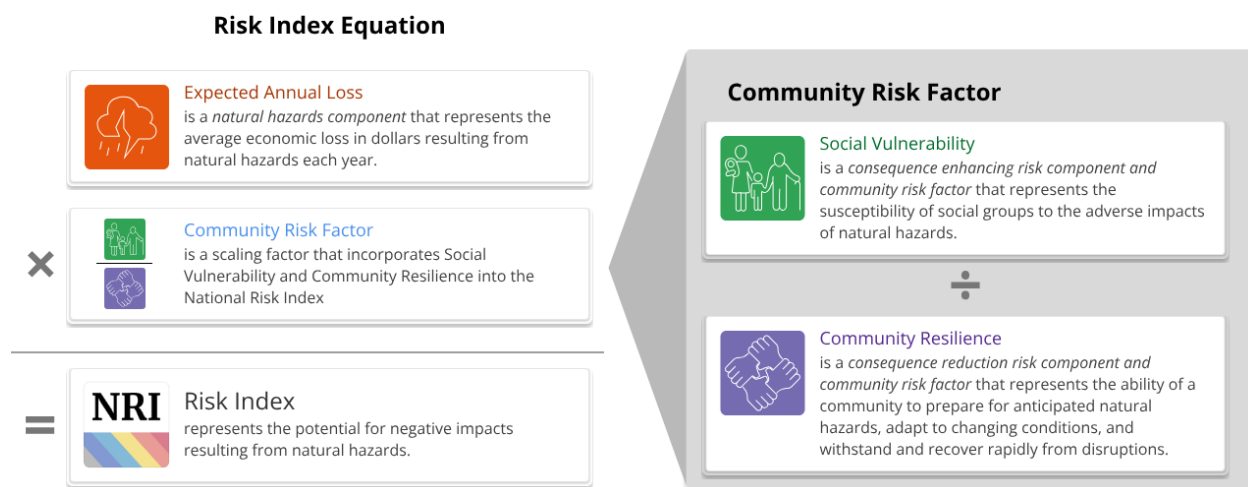 Risk Index Equation
Expected Annual Loss
is a natural hazards component that represents the
average economic loss in dollars resulting from
natural hazards each year.
×
Community Risk Factor
is a scaling factor that incorporates Social
Vulnerability and Community Resilience into the
National Risk Index
=
NRI
Risk Index
represents the potential for negative impacts
resulting from natural hazards.
Community Risk Factor
Social Vulnerability
is a consequence enhancing risk component and
community risk factor that represents the
susceptibility of social groups to the adverse impacts
of natural hazards.
÷
Community Resilience
is a consequence reduction risk component and
community risk factor that represents the ability of a
community to prepare for anticipated natural
hazards, adapt to changing conditions, and
withstand and recover rapidly from disruptions.